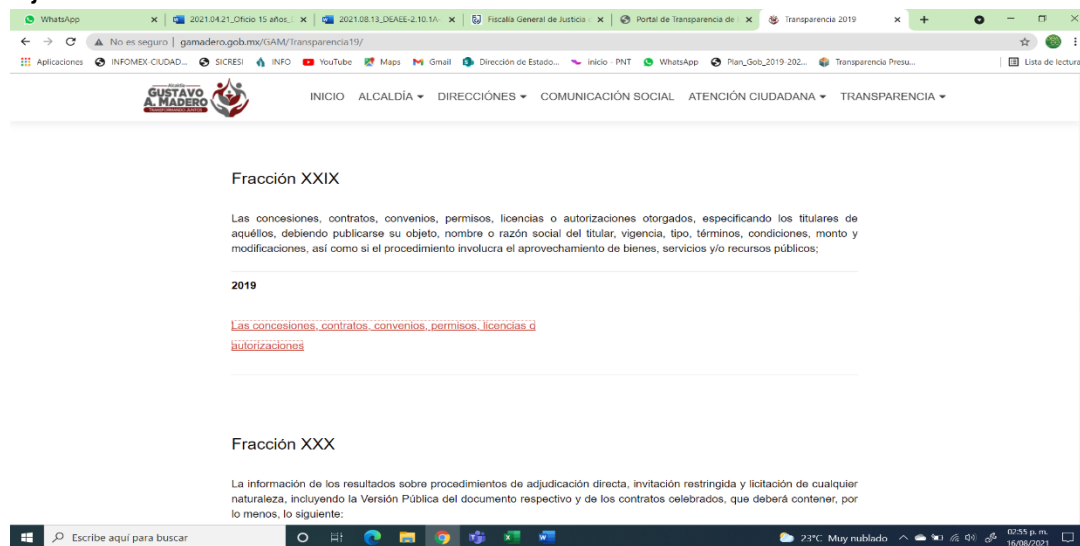 WhatsApp
2021.04.21_Oficio 15 años_
2021.08.13_DEAEE-2.10.1A-
Fiscalía General de Justicia
Portal de Transparencia de
Transparencia 2019
No es seguro | gamadero.gob.mx/GAM/Transparencia19/
Aplicaciones INFOMEX-CIUDAD... SICRESI INFO YouTube Maps Gmail Dirección de Estado... inicio - PNT WhatsApp Plan_Gob_2019-202... Transparencia Presu... Lista de lectura
GUSTAVO
A. MADERO
INICIO ALCALDÍA DIRECCIÓNES COMUNICACIÓN SOCIAL ATENCIÓN CIUDADANA TRANSPARENCIA
Fracción XXIX
Las concesiones, contratos, convenios, permisos, licencias o autorizaciones otorgados, especificando los titulares de
aquéllos, debiendo publicarse su objeto, nombre o razón social del titular, vigencia, tipo, términos, condiciones, monto y
modificaciones, así como si el procedimiento involucra el aprovechamiento de bienes, servicios y/o recursos públicos;
2019
Las concesiones, contratos, convenios, permisos, licencias o
autorizaciones
Fracción XXX
La información de los resultados sobre procedimientos de adjudicación directa, invitación restringida y licitación de cualquier
naturaleza, incluyendo la Versión Pública del documento respectivo y de los contratos celebrados, que deberá contener, por
lo menos, lo siguiente:
Escribe aquí para buscar
23°C Muy nublado
02:55 p. m.
16/08/2021